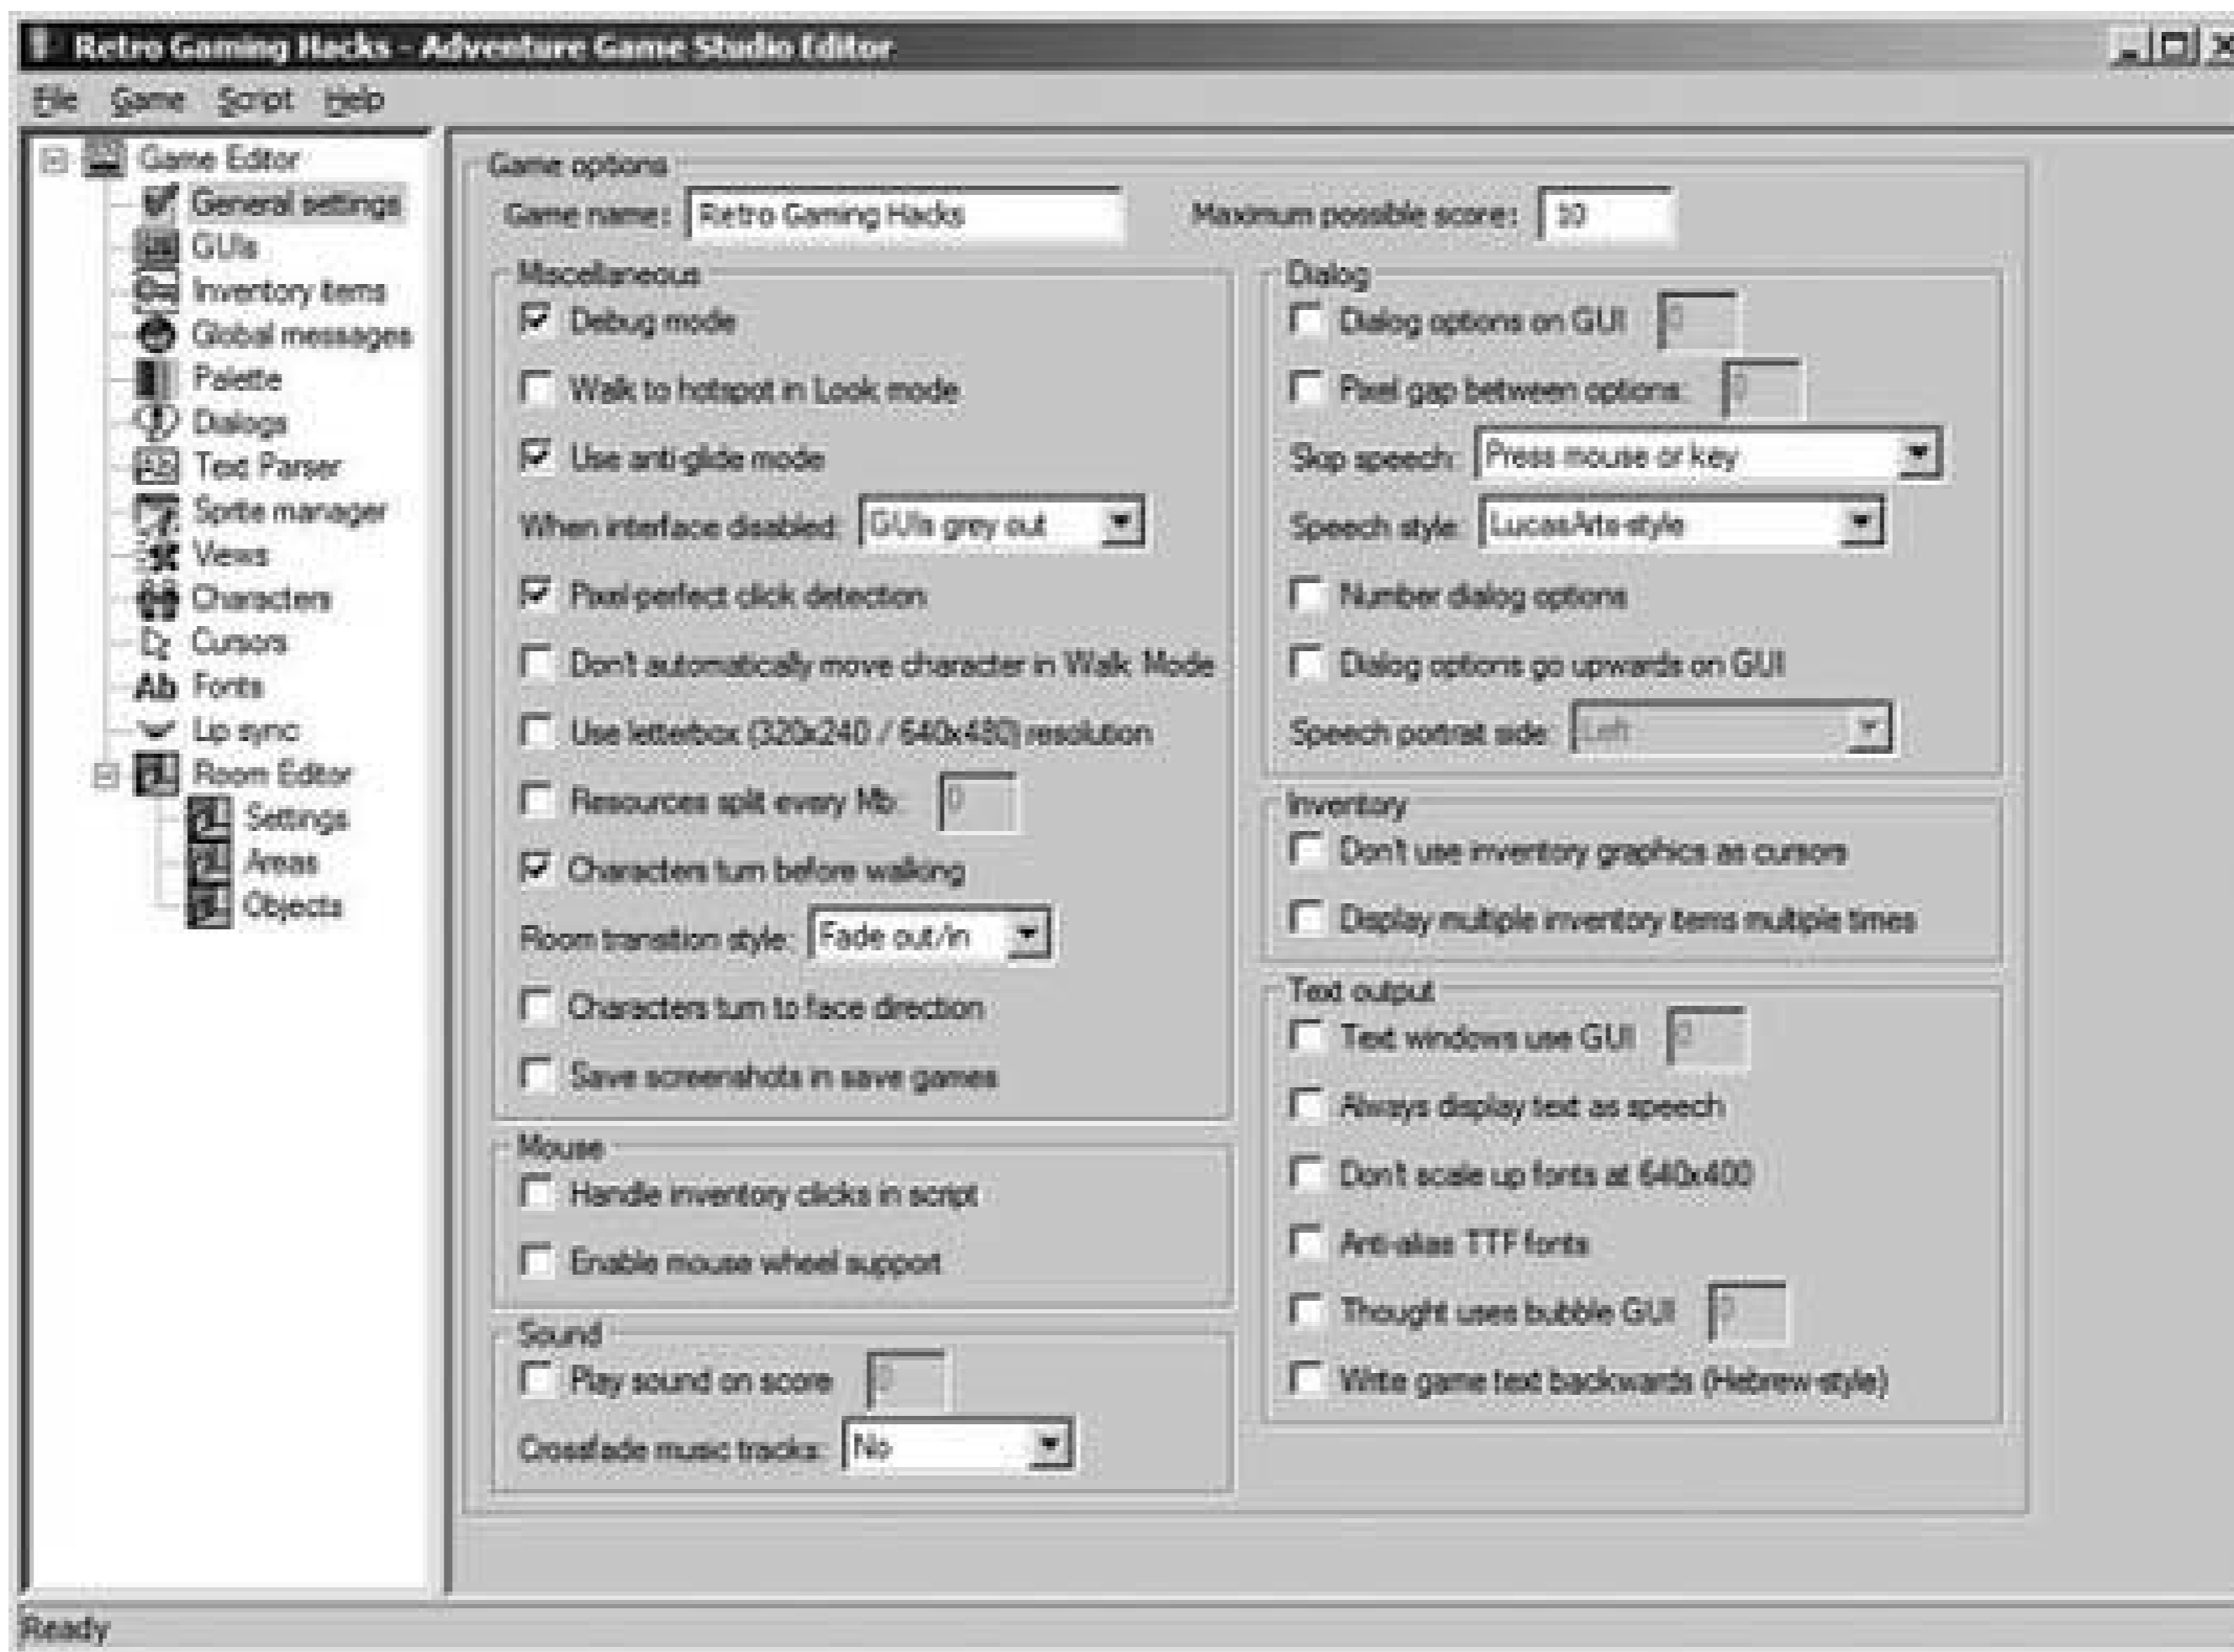 Retro Gaming Hacks - Adventure Game Studio Editor
File Game Script Help
Game Editor
General settings
GUIs
Inventory items
Global messages
Palette
Dialogs
Text Parser
Sprite manager
Views
Characters
Cursors
Ab Fonts
Lip sync
Room Editor
Settings
Areas
Objects
Game options
Game name: Retro Gaming Hacks
Maximum possible score: 10
Miscellaneous
Debug mode
Walk to hotspot in Look mode
Use anti-glide mode
When interface disabled: GUIs grey out
Pixel-perfect click detection
Don't automatically move character in Walk Mode
Use letterbox (320x240 / 640x480) resolution
Resources split every Mb: 0
Characters turn before walking
Room transition style: Fade out/in
Characters turn to face direction
Save screenshots in save games
Mouse
Handle inventory clicks in script
Enable mouse wheel support
Sound
Play sound on score 0
Crossfade music tracks: No
Dialog
Dialog options on GUI 0
Pixel gap between options: 0
Skip speech: Press mouse or key
Speech style: LucasArts-style
Number dialog options
Dialog options go upwards on GUI
Speech portrait side: Left
Inventory
Don't use inventory graphics as cursors
Display multiple inventory items multiple times
Text output
Text windows use GUI 0
Always display text as speech
Don't scale up fonts at 640x400
Anti-alias TTF fonts
Thought uses bubble GUI 0
Write game text backwards (Hebrew-style)
Ready